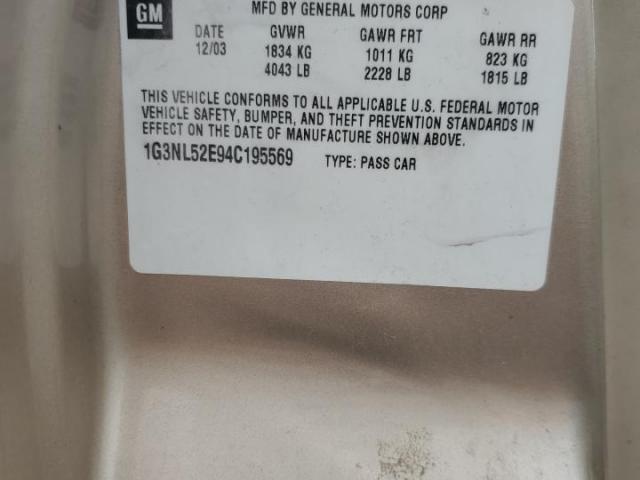 GM
MFD BY GENERAL MOTORS CORP
DATE GVWR GAWR FRT GAWR RR
12/03 1834 KG 1011 KG 823 KG
4043 LB 2228 LB 1815 LB
THIS VEHICLE CONFORMS TO ALL APPLICABLE U.S. FEDERAL MOTOR
VEHICLE SAFETY, BUMPER, AND THEFT PREVENTION STANDARDS IN
EFFECT ON THE DATE OF MANUFACTURE SHOWN ABOVE.
1G3NL52E94C195569 TYPE: PASS CAR